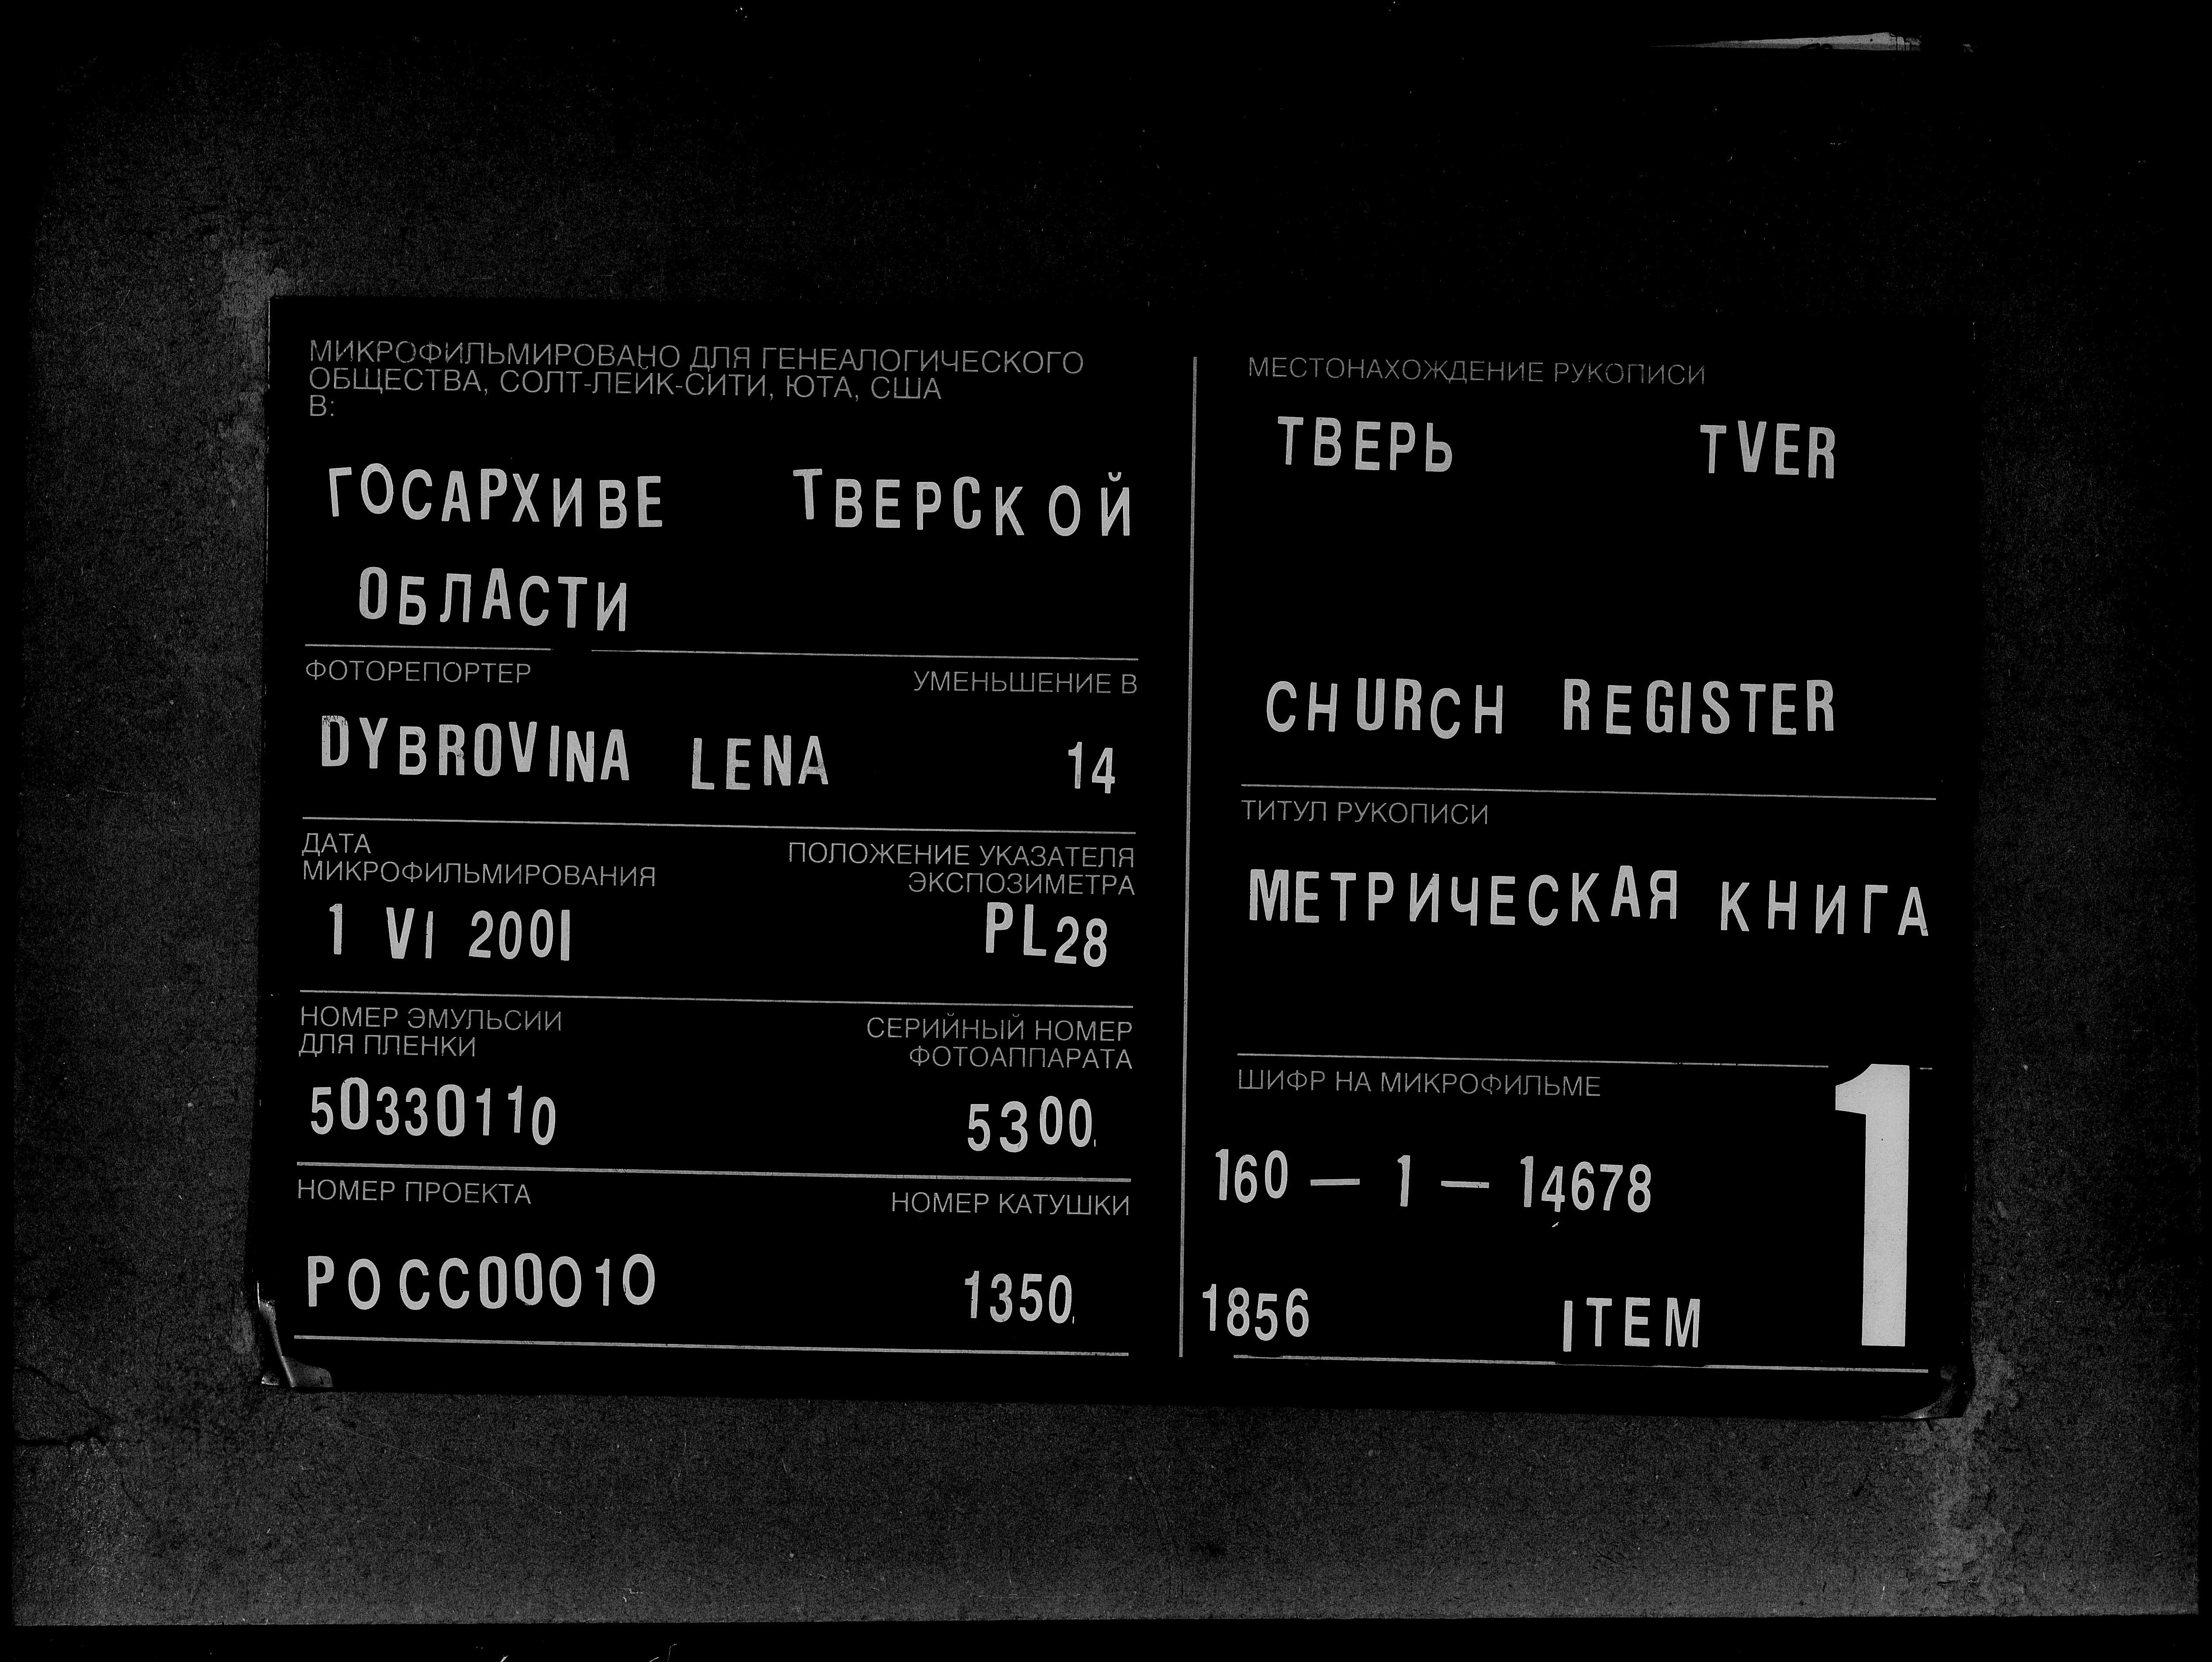 МИКРОФИЛЬМИРОВАНО ДЛЯ ГЕНЕАЛОГИЧЕСКОГО
ОБЩЕСТВА, СОЛТ-ЛЕЙК-СИТИ, ЮТА, США
В:
ГОСАРХИВЕ ТВЕРСКОЙ
ОБЛАСТИ
ФОТОРЕПОРТЕР УМЕНЬШЕНИЕ В
DYBROVINA LENA 14
ДАТА
МИКРОФИЛЬМИРОВАНИЯ
ПОЛОЖЕНИЕ УКАЗАТЕЛЯ
ЭКСПОЗИМЕТРА
1 VI 2001 PL28
НОМЕР ЭМУЛЬСИИ
ДЛЯ ПЛЕНКИ
СЕРИЙНЫЙ НОМЕР
ФОТОАППАРАТА
50330110 5300
НОМЕР ПРОЕКТА НОМЕР КАТУШКИ
РОСС00010 1350
МЕСТОНАХОЖДЕНИЕ РУКОПИСИ
ТВЕРЬ TVER
CHURCH REGISTER
ТИТУЛ РУКОПИСИ
МЕТРИЧЕСКАЯ КНИГА
ШИФР НА МИКРОФИЛЬМЕ
160 — 1 — 14678
1856 ITEM 1